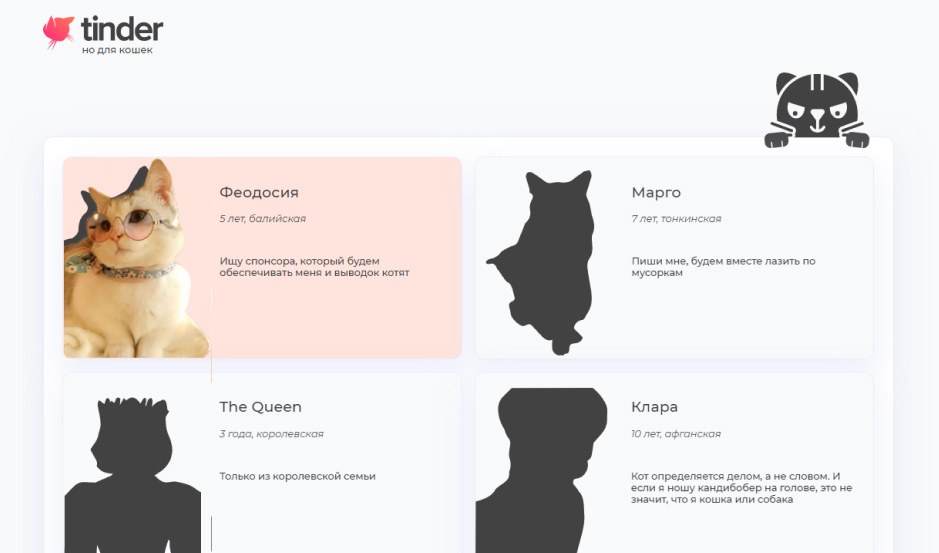 tinder
но для кошек
Феодосия
5 лет, балийская
Ищу спонсора, который будем
обеспечивать меня и выводок котят
Марго
7 лет, тонкинская
Пиши мне, будем вместе лазить по
мусоркам
The Queen
3 года, королевская
Только из королевской семьи
Клара
10 лет, афганская
Кот определяется делом, а не словом. И
если я ношу кандибобер на голове, это не
значит, что я кошка или собака